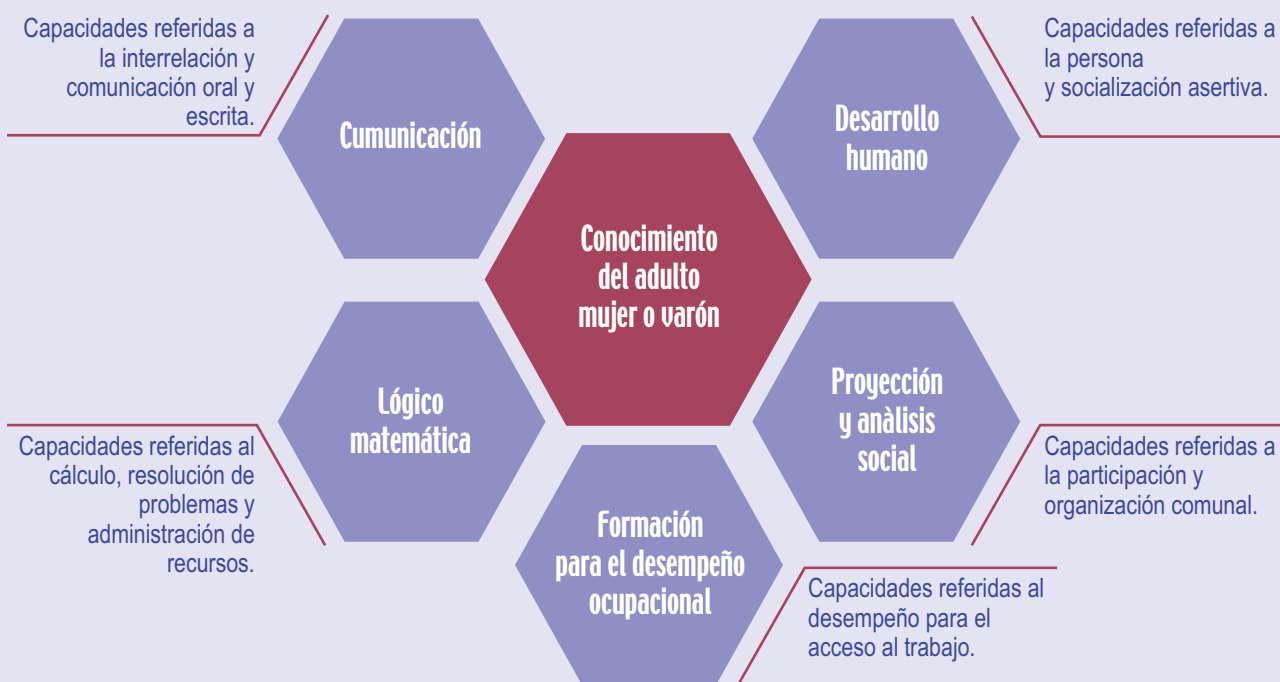 Capacidades referidas a
la interrelación y
comunicación oral y
escrita.
Cumunicación
Desarrollo
humano
Capacidades referidas a
la persona
y socialización asertiva.
Conocimiento
del adulto
mujer o varón
Lógico
matemática
Capacidades referidas al
cálculo, resolución de
problemas y
administración de
recursos.
Proyección
y anàlisis
social
Capacidades referidas a
la participación y
organización comunal.
Formación
para el desempeño
ocupacional
Capacidades referidas al
desempeño para el
acceso al trabajo.